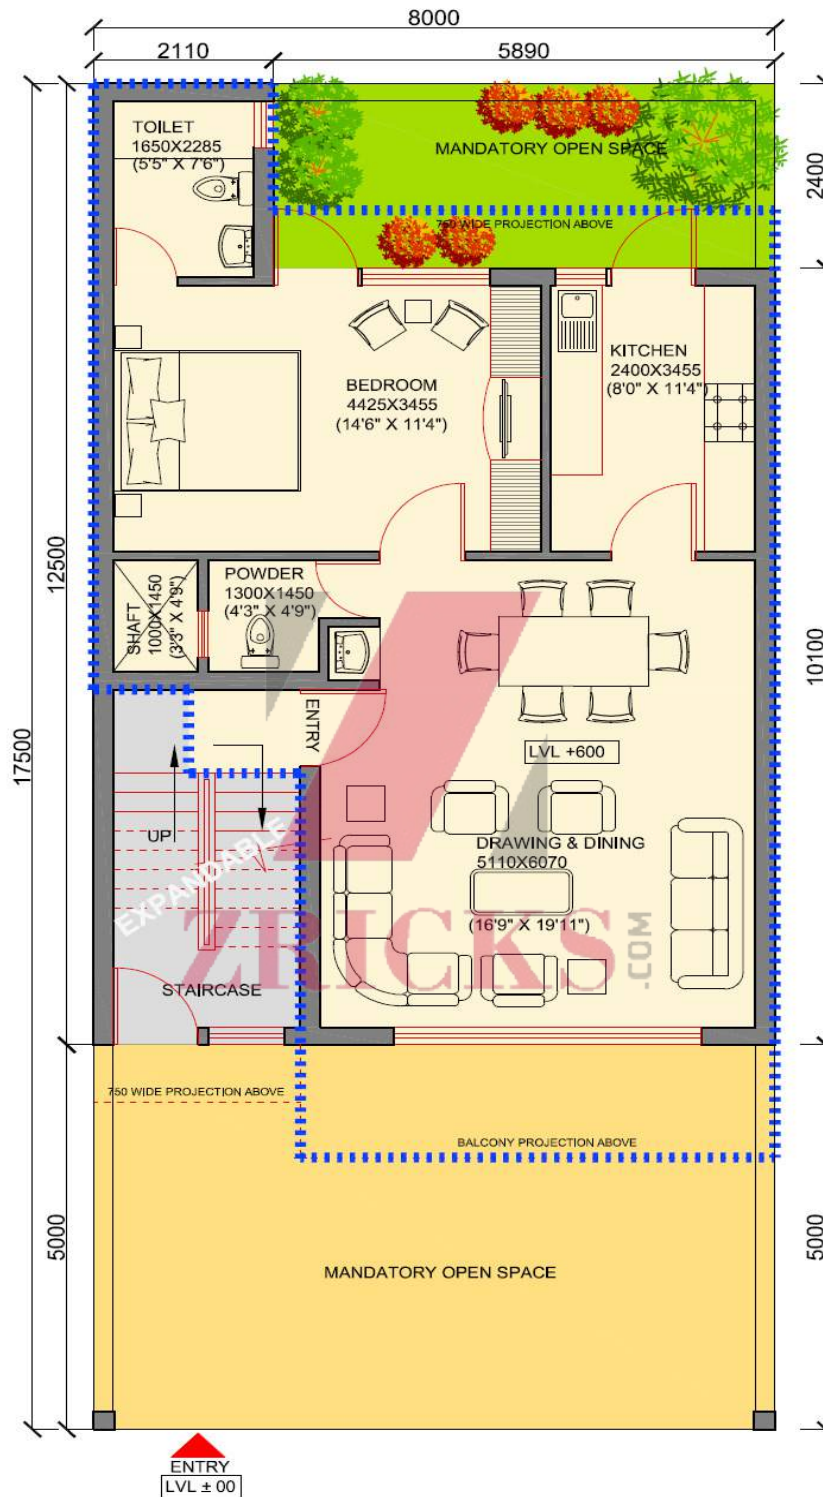 8000
2110
5890
TOILET
1650X2285
(5'5" X 7'6")
MANDATORY OPEN SPACE
2400
750 WIDE PROJECTION ABOVE
KITCHEN
2400X3455
(8'0" X 11'4")
BEDROOM
4425X3455
(14'6" X 11'4")
12500
POWDER
1300X1450
(4'3" X 4'9")
SHAFT
1000X1450
(3'3" X 4'9")
10100
ENTRY
17500
LVL +600
UP
EXPANDABLE
DRAWING & DINING
5110X6070
(16'9" X 19'11")
ZRICKS
.COM
STAIRCASE
750 WIDE PROJECTION ABOVE
BALCONY PROJECTION ABOVE
5000
5000
MANDATORY OPEN SPACE
ENTRY
LVL ± 00